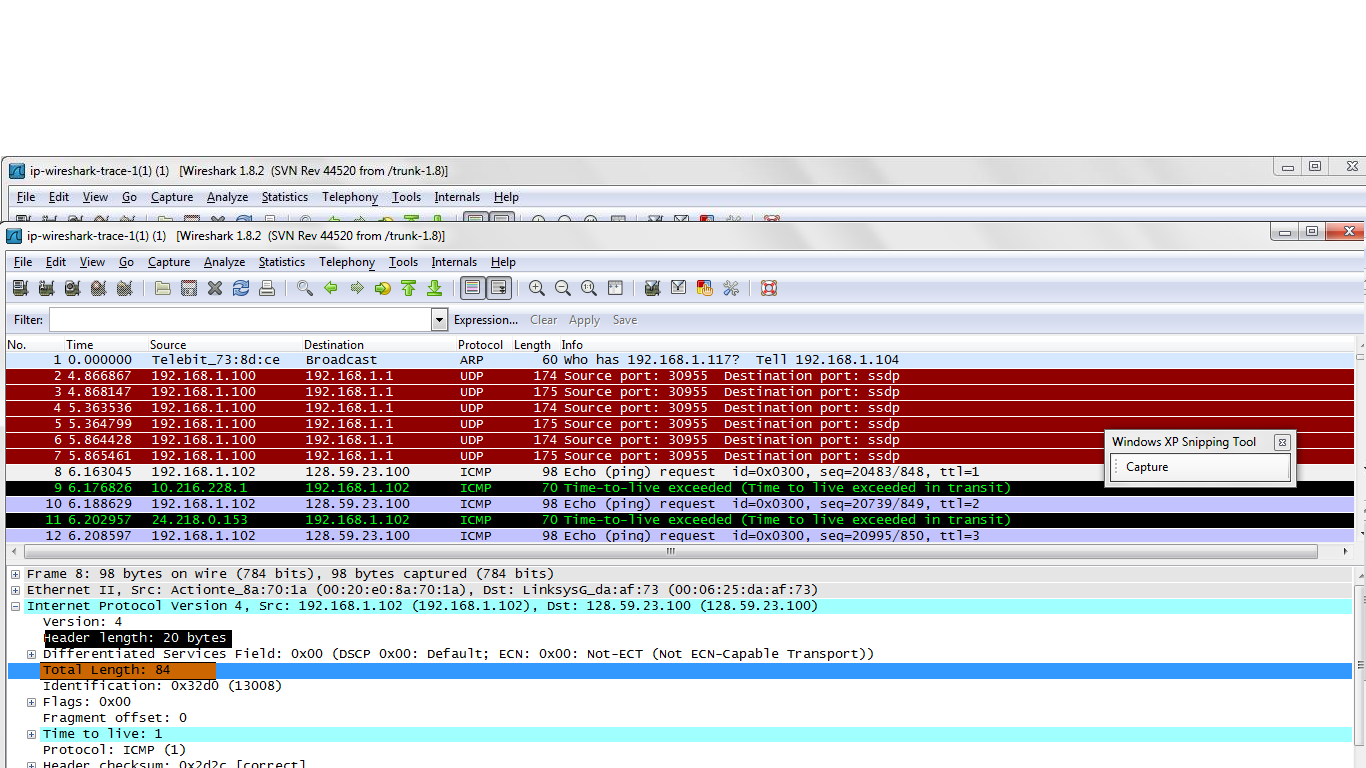 ip-wireshark-trace-1(1) (1) [Wireshark 1.8.2 (SVN Rev 44520 from /trunk-1.8)]
File Edit View Go Capture Analyze Statistics Telephony Tools Internals Help
ip-wireshark-trace-1(1) (1) [Wireshark 1.8.2 (SVN Rev 44520 from /trunk-1.8)]
File Edit View Go Capture Analyze Statistics Telephony Tools Internals Help
Filter: Expression... Clear Apply Save
No. Time Source Destination Protocol Length Info
1 0.000000 Telebit_73:8d:ce Broadcast ARP 60 Who has 192.168.1.117? Tell 192.168.1.104
2 4.866867 192.168.1.100 192.168.1.1 UDP 174 Source port: 30955 Destination port: ssdp
3 4.868147 192.168.1.100 192.168.1.1 UDP 175 Source port: 30955 Destination port: ssdp
4 5.363536 192.168.1.100 192.168.1.1 UDP 174 Source port: 30955 Destination port: ssdp
5 5.364799 192.168.1.100 192.168.1.1 UDP 175 Source port: 30955 Destination port: ssdp
6 5.864428 192.168.1.100 192.168.1.1 UDP 174 Source port: 30955 Destination port: ssdp
7 5.865461 192.168.1.100 192.168.1.1 UDP 175 Source port: 30955 Destination port: ssdp
Windows XP Snipping Tool
Capture
8 6.163045 192.168.1.102 128.59.23.100 ICMP 98 Echo (ping) request id=0x0300, seq=20483/848, ttl=1
9 6.176826 10.216.228.1 192.168.1.102 ICMP 70 Time-to-live exceeded (Time to live exceeded in transit)
10 6.188629 192.168.1.102 128.59.23.100 ICMP 98 Echo (ping) request id=0x0300, seq=20739/849, ttl=2
11 6.202957 24.218.0.153 192.168.1.102 ICMP 70 Time-to-live exceeded (Time to live exceeded in transit)
12 6.208597 192.168.1.102 128.59.23.100 ICMP 98 Echo (ping) request id=0x0300, seq=20995/850, ttl=3
Frame 8: 98 bytes on wire (784 bits), 98 bytes captured (784 bits)
Ethernet II, Src: Actionte_8a:70:1a (00:20:e0:8a:70:1a), Dst: LinksysG_da:af:73 (00:06:25:da:af:73)
Internet Protocol Version 4, Src: 192.168.1.102 (192.168.1.102), Dst: 128.59.23.100 (128.59.23.100)
Version: 4
Header length: 20 bytes
Differentiated Services Field: 0x00 (DSCP 0x00: Default; ECN: 0x00: Not-ECT (Not ECN-Capable Transport))
Total Length: 84
Identification: 0x32d0 (13008)
Flags: 0x00
Fragment offset: 0
Time to live: 1
Protocol: ICMP (1)
Header checksum: 0x2d2c [correct]